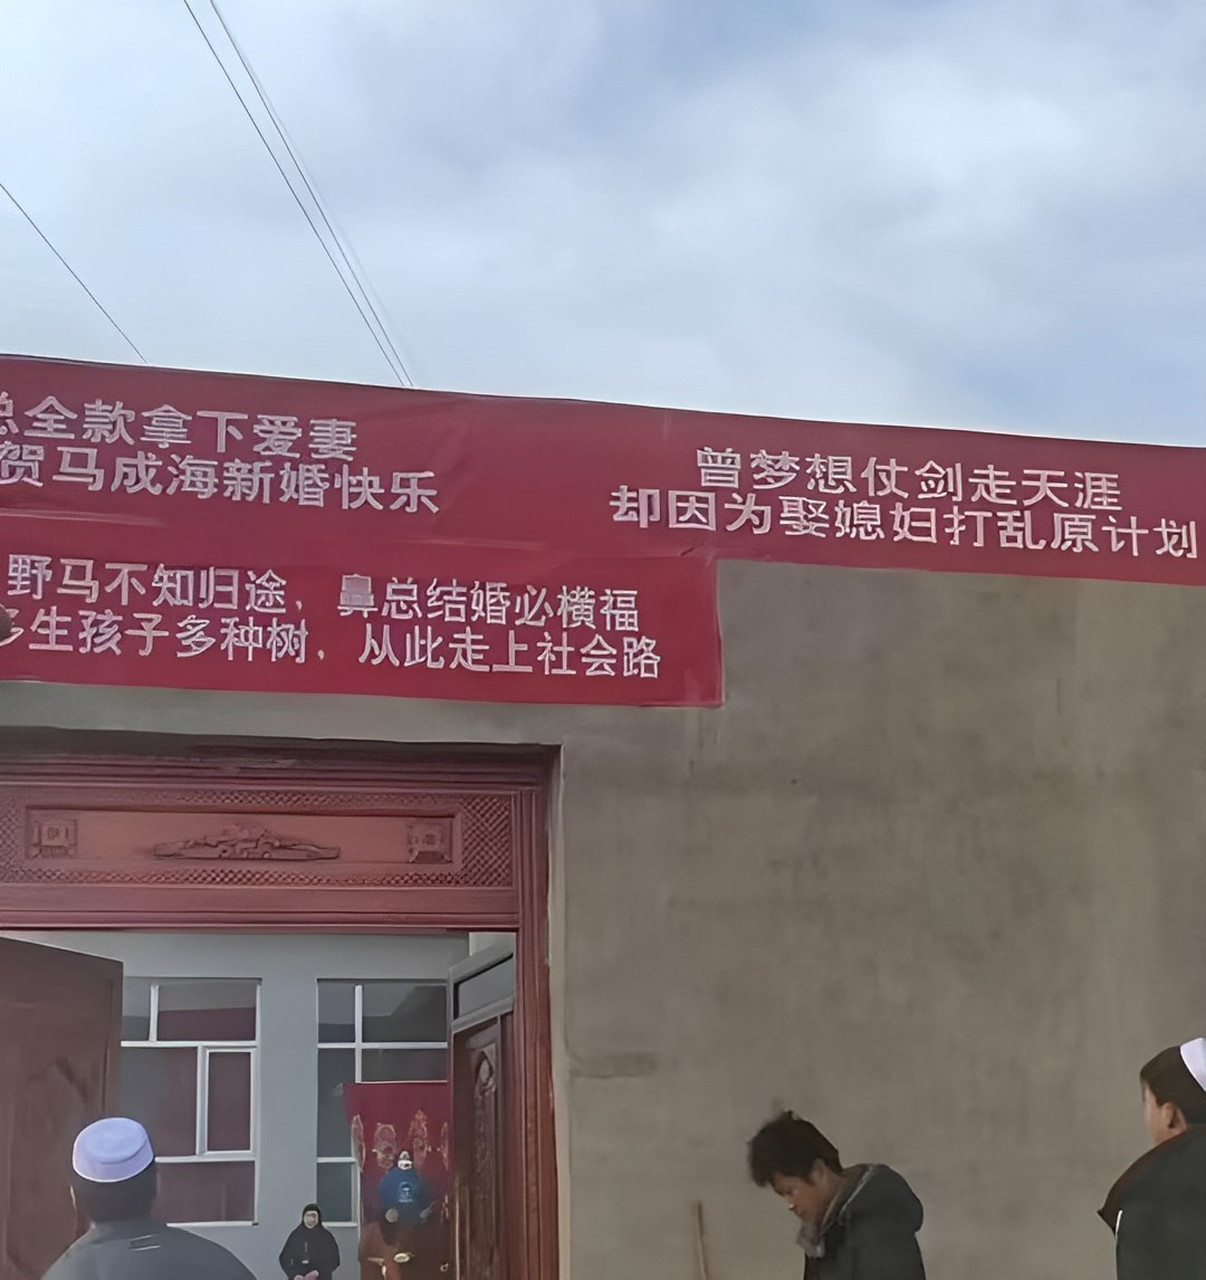 总全款拿下爱妻
贺马成海新婚快乐
曾梦想仗剑走天涯
却因为娶媳妇打乱原计划
野马不知归途，鼻总结婚必横福
多生孩子多种树，从此走上社会路